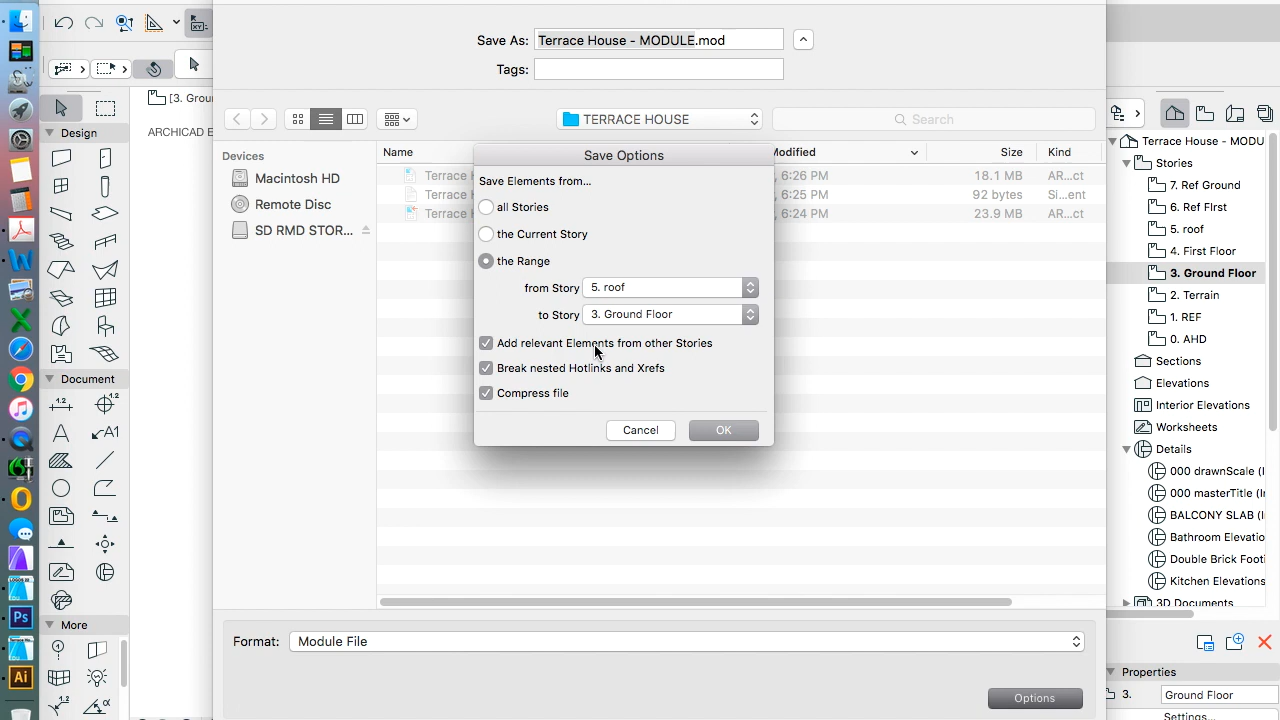 Save As: Terrace House - MODULE.mod
Tags:
[3. Grou
ARCHICAD E
TERRACE HOUSE
Search
Devices
Macintosh HD
Remote Disc
SD RMD STOR...
Name
Modified
Size
Kind
Terrace
, 6:26 PM
18.1 MB
AR...ct
Terrace
, 6:25 PM
92 bytes
Si...ent
Terrace
, 6:24 PM
23.9 MB
AR...ct
Save Options
Save Elements from...
all Stories
the Current Story
the Range
from Story 5. roof
to Story 3. Ground Floor
Add relevant Elements from other Stories
Break nested Hotlinks and Xrefs
Compress file
Cancel
OK
Format: Module File
Options
Design
Document
A1
More
Ps
Ai
Terrace House - MODU
Stories
7. Ref Ground
6. Ref FIrst
5. roof
4. First Floor
3. Ground Floor
2. Terrain
1. REF
0. AHD
Sections
Elevations
Interior Elevations
Worksheets
Details
000 drawnScale (I
000 masterTitle (I
BALCONY SLAB (I
Bathroom Elevatio
Double Brick Foot
Kitchen Elevations
3D Documents
Properties
3. Ground Floor
Settings...